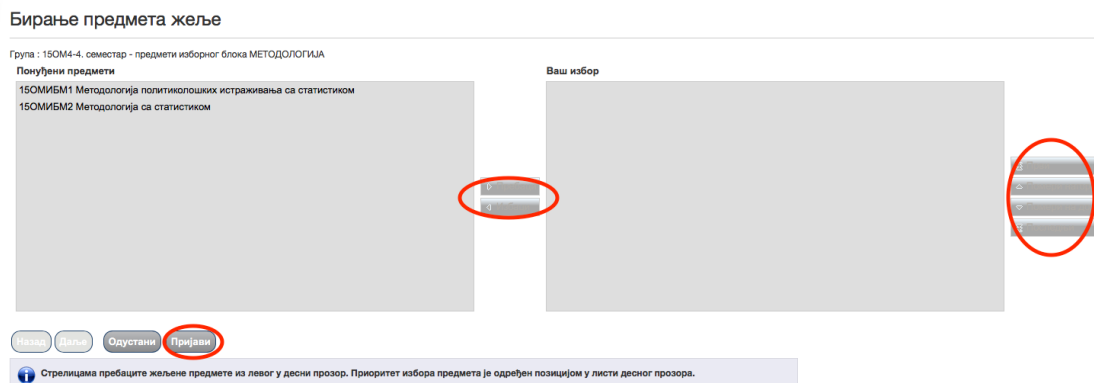 Бирање предмета жеље
Група : 15ОМ4-4. семестар - предмети изборног блока МЕТОДОЛОГИЈА
Понуђени предмети
Ваш избор
15ОМИБМ1 Методологија политиколошких истраживања са статистиком
15ОМИБМ2 Методологија са статистиком
Назад Даље Одустани Пријави
Стрелицама пребаците жељене предмете из левог у десни прозор. Приоритет избора предмета је одређен позицијом у листи десног прозора.